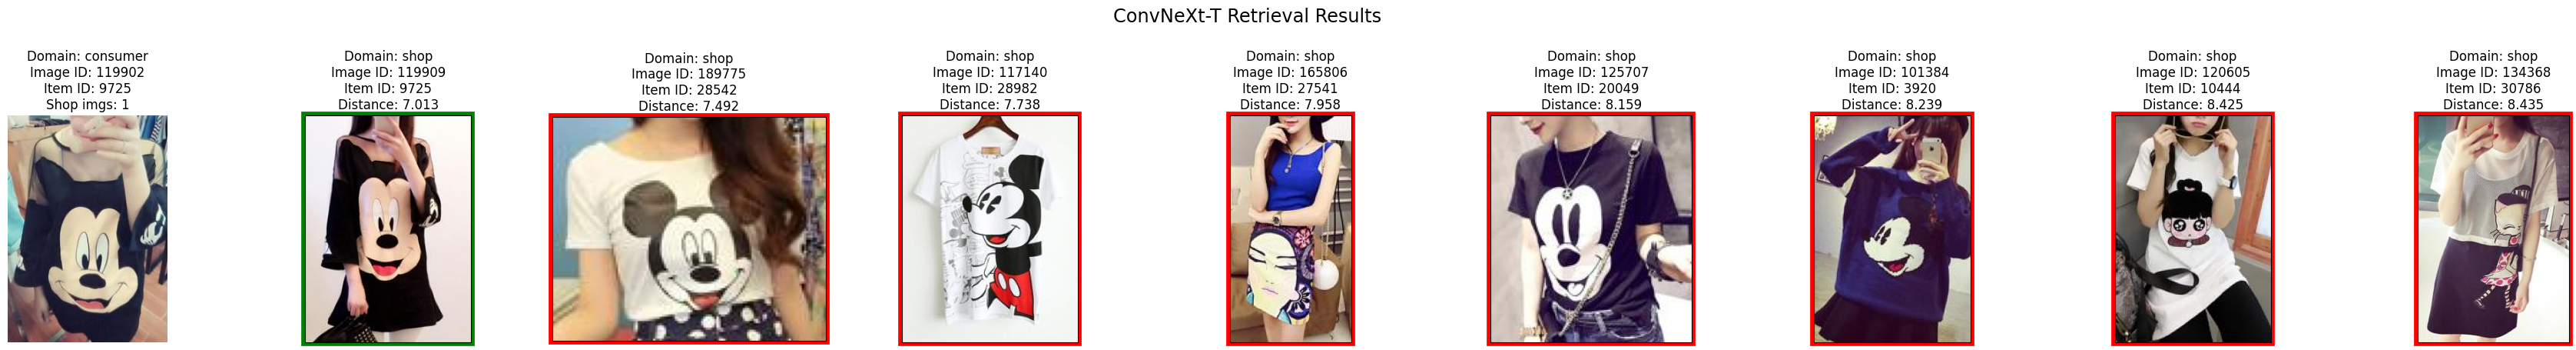 ConvNeXt-T Retrieval Results
Domain: consumer
Image ID: 119902
Item ID: 9725
Shop imgs: 1
Domain: shop
Image ID: 119909
Item ID: 9725
Distance: 7.013
Domain: shop
Image ID: 189775
Item ID: 28542
Distance: 7.492
Domain: shop
Image ID: 117140
Item ID: 28982
Distance: 7.738
Domain: shop
Image ID: 165806
Item ID: 27541
Distance: 7.958
Domain: shop
Image ID: 125707
Item ID: 20049
Distance: 8.159
Domain: shop
Image ID: 101384
Item ID: 3920
Distance: 8.239
Domain: shop
Image ID: 120605
Item ID: 10444
Distance: 8.425
Domain: shop
Image ID: 134368
Item ID: 30786
Distance: 8.435